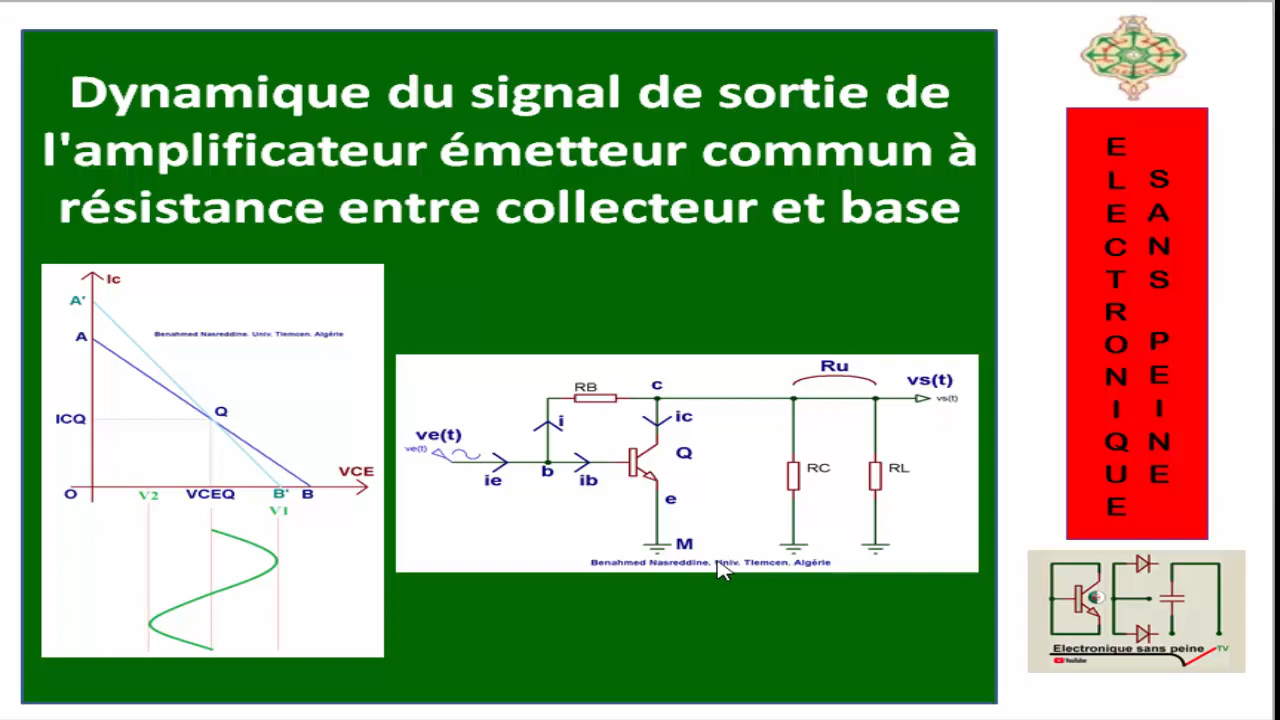 Dynamique du signal de sortie de
l'amplificateur émetteur commun à
résistance entre collecteur et base
Ic
A'
A
Benahmed Nasreddine. Univ. Tlemcen. Algérie
Q
ICQ
VCE
O
V2
VCEQ
B'
B
V1
Ru
RB
c
vs(t)
vs(t)
i
ic
ve(t)
ve(t)
Q
b
ie
ib
RC
RL
e
M
Benahmed Nasreddine. Univ. Tlemcen. Algérie
ELECTRONIQUE
SANS PEINE
Electronique sans peine TV
YouTube